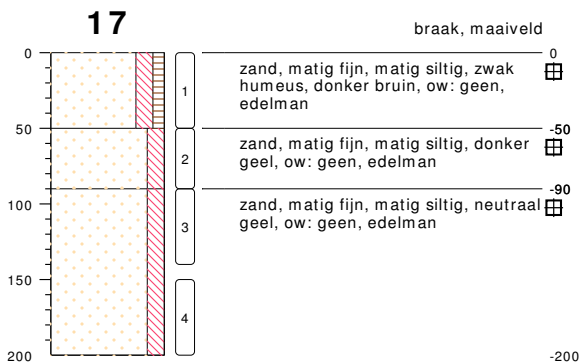 17
braak, maaiveld
0
0
zand, matig fijn, matig siltig, zwak
humeus, donker bruin, ow: geen,
edelman
1
50
-50
zand, matig fijn, matig siltig, donker
geel, ow: geen, edelman
2
-90
zand, matig fijn, matig siltig, neutraal
geel, ow: geen, edelman
100
3
150
4
200
-200